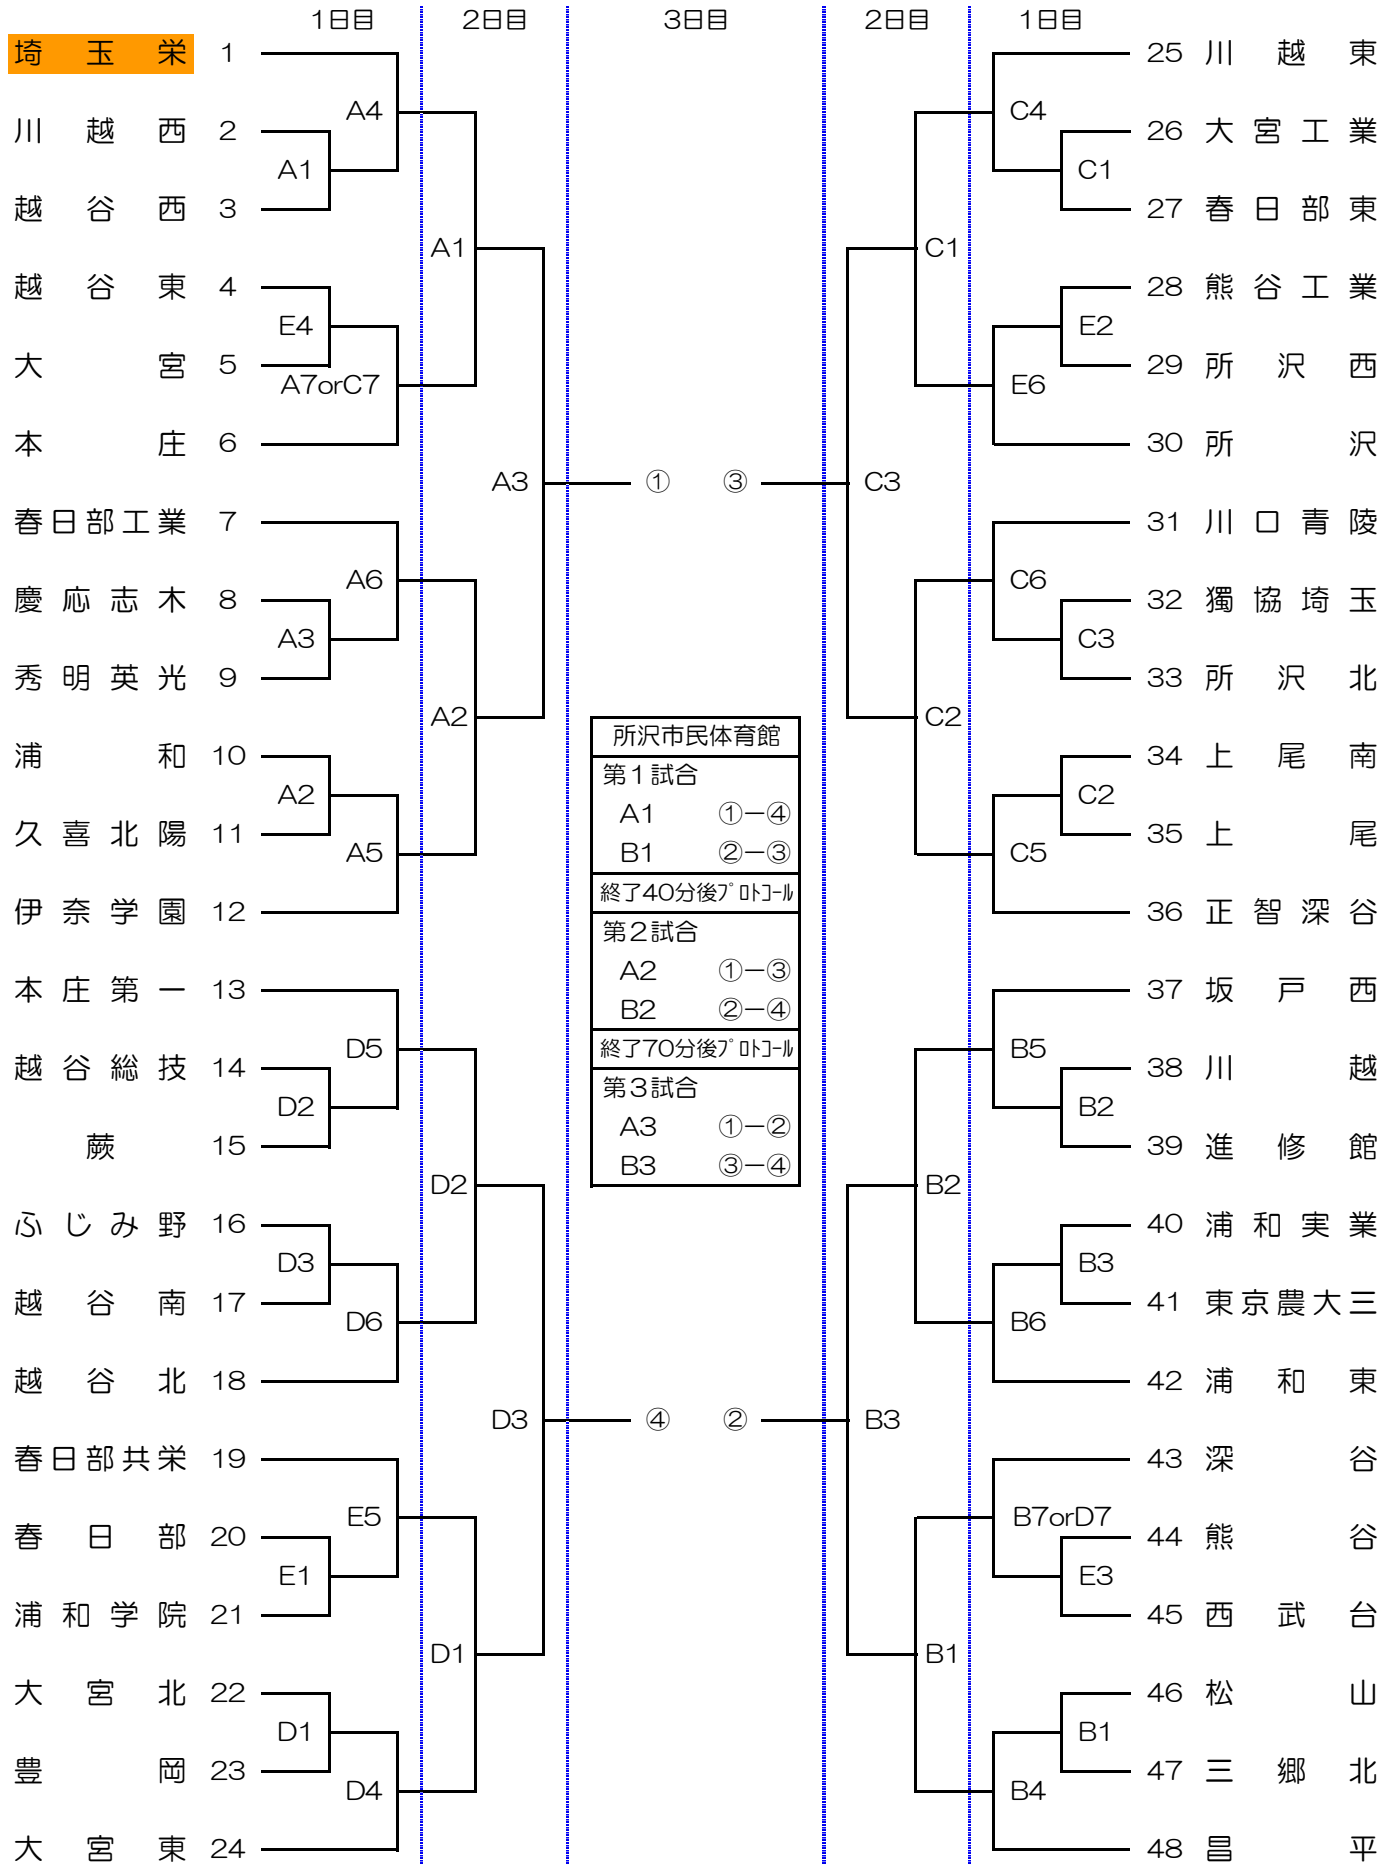 1日目 2日目 3日目 2日目 1日目
埼玉栄 1
A4
川越西 2
A1
越谷西 3
A1
越谷東 4
E4
大宮 5
A7orC7
本庄 6
A3 ①
春日部工業 7
A6
慶応志木 8
A3
秀明英光 9
A2
浦和 10
A2
久喜北陽 11
A5
伊奈学園 12
本庄第一 13
D5
越谷総技 14
D2
蕨 15
D2
ふじみ野 16
D3
越谷南 17
D6
越谷北 18
D3 ④
春日部共栄 19
E5
春日部 20
E1
浦和学院 21
D1
大宮北 22
D1
豊岡 23
D4
大宮東 24
所沢市民体育館
第1試合
A1 ①－④
B1 ②－③
終了40分後ﾌﾟﾛﾄｺｰﾙ
第2試合
A2 ①－③
B2 ②－④
終了70分後ﾌﾟﾛﾄｺｰﾙ
第3試合
A3 ①－②
B3 ③－④
25 川越東
C4
26 大宮工業
C1
27 春日部東
C1
28 熊谷工業
E2
29 所沢西
E6
30 所沢
③ C3
31 川口青陵
C6
32 獨協埼玉
C3
33 所沢北
C2
34 上尾南
C2
35 上尾
C5
36 正智深谷
37 坂戸西
B5
38 川越
B2
39 進修館
B2
40 浦和実業
B3
41 東京農大三
B6
42 浦和東
② B3
43 深谷
B7orD7
44 熊谷
E3
45 西武台
B1
46 松山
B1
47 三郷北
B4
48 昌平